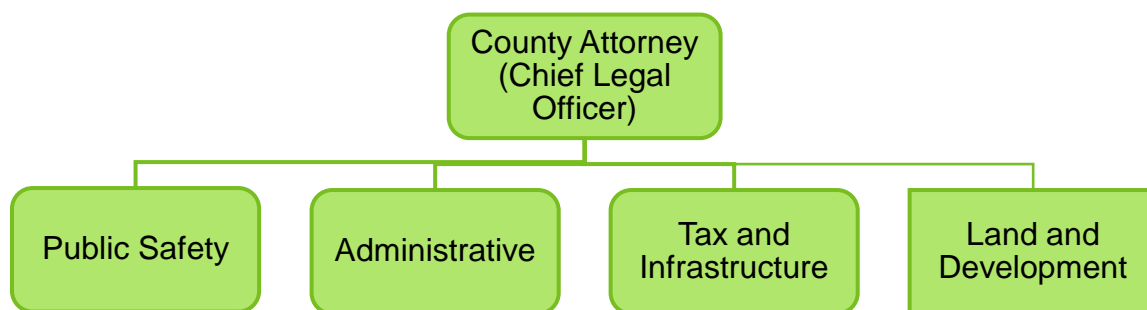 County Attorney
(Chief Legal
Officer)
Public Safety
Administrative
Tax and
Infrastructure
Land and
Development